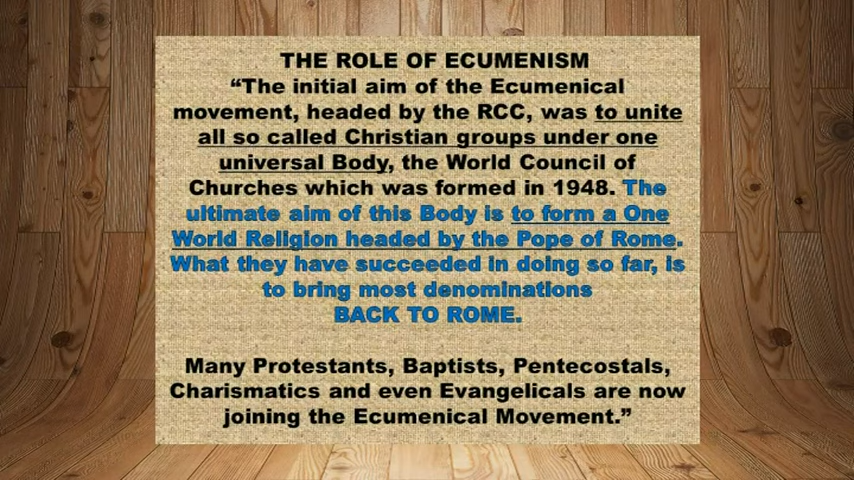 THE ROLE OF ECUMENISM
“The initial aim of the Ecumenical
movement, headed by the RCC, was to unite
all so called Christian groups under one
universal Body, the World Council of
Churches which was formed in 1948. The
ultimate aim of this Body is to form a One
World Religion headed by the Pope of Rome.
What they have succeeded in doing so far, is
to bring most denominations
BACK TO ROME.
Many Protestants, Baptists, Pentecostals,
Charismatics and even Evangelicals are now
joining the Ecumenical Movement.”